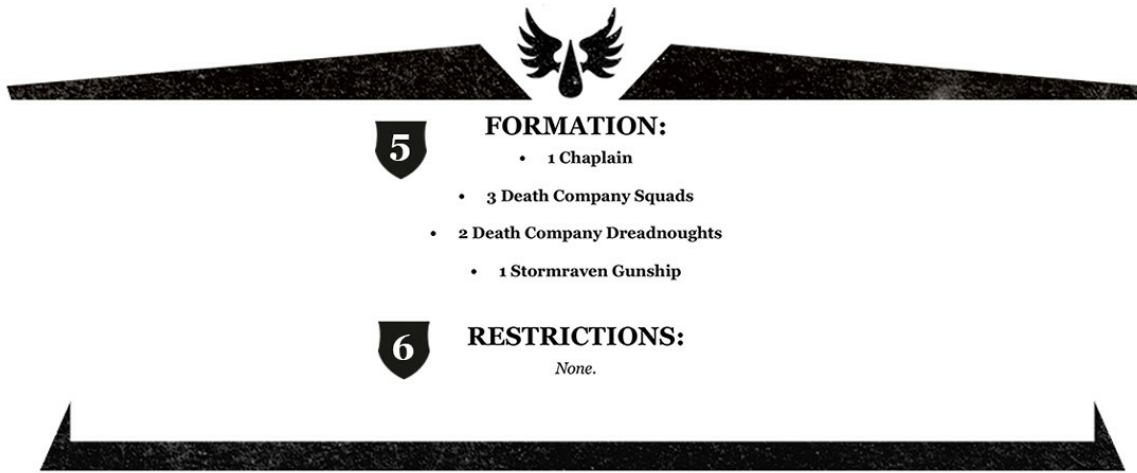 5
FORMATION:
• 1 Chaplain
• 3 Death Company Squads
• 2 Death Company Dreadnoughts
• 1 Stormraven Gunship
6
RESTRICTIONS:
None.